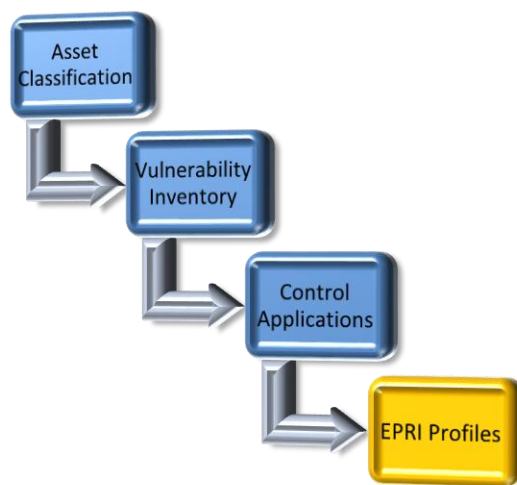 Asset
Classification
Vulnerability
Inventory
Control
Applications
EPRI Profiles